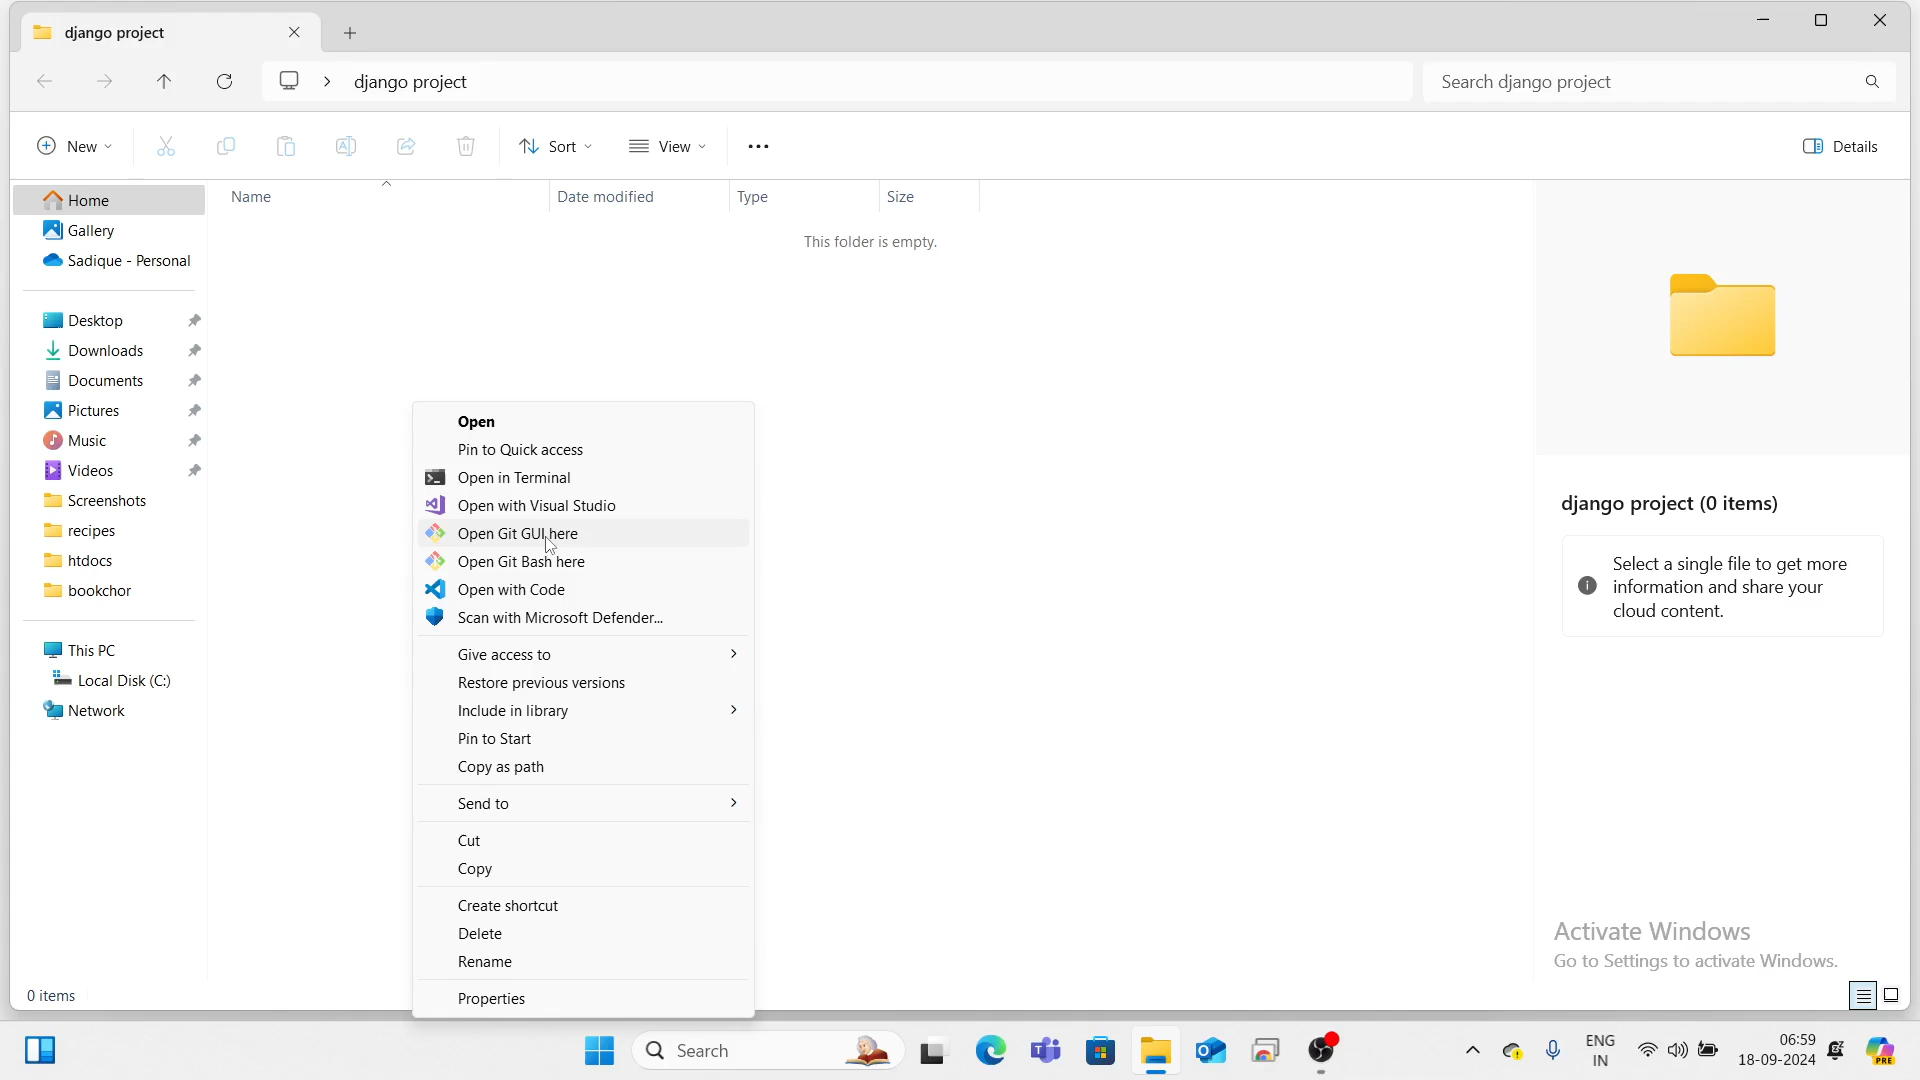 django project
django project
Search django project
New
Sort
View
Details
Name
Date modified
Type
Size
This folder is empty.
Home
Gallery
Sadique - Personal
Desktop
Downloads
Documents
Pictures
Music
Videos
Screenshots
recipes
htdocs
bookchor
This PC
Local Disk (C:)
Network
Open
Pin to Quick access
Open in Terminal
Open with Visual Studio
Open Git GUI here
Open Git Bash here
Open with Code
Scan with Microsoft Defender...
Give access to
Restore previous versions
Include in library
Pin to Start
Copy as path
Send to
Cut
Copy
Create shortcut
Delete
Rename
Properties
django project (0 items)
Select a single file to get more
information and share your
cloud content.
Activate Windows
Go to Settings to activate Windows.
0 items
Search
ENG
IN
06:59
18-09-2024
PRE